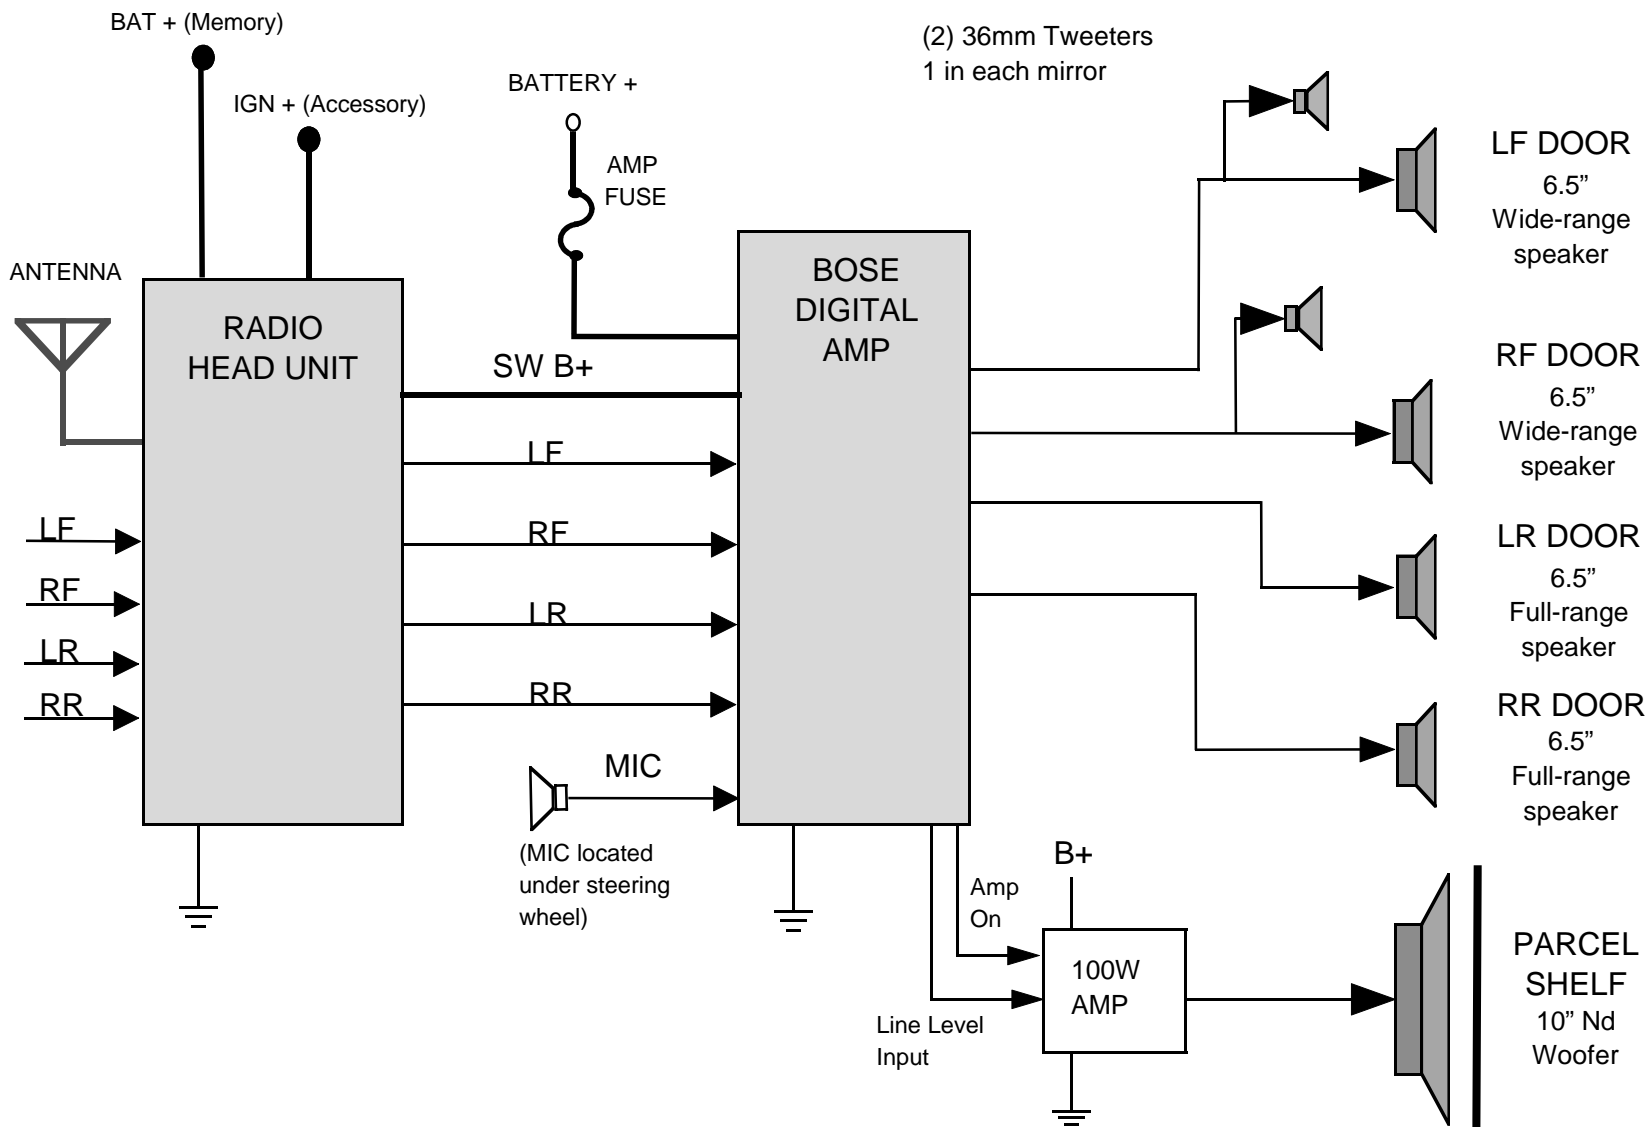 BAT + (Memory)
IGN + (Accessory)
BATTERY +
AMP
FUSE
(2) 36mm Tweeters
1 in each mirror
ANTENNA
RADIO
HEAD UNIT
SW B+
BOSE
DIGITAL
AMP
LF
RF
LR
RR
LF
RF
LR
RR
MIC
(MIC located
under steering
wheel)
LF DOOR
6.5”
Wide-range
speaker
RF DOOR
6.5”
Wide-range
speaker
LR DOOR
6.5”
Full-range
speaker
RR DOOR
6.5”
Full-range
speaker
Amp
On
B+
Line Level
Input
100W
AMP
PARCEL
SHELF
10” Nd
Woofer